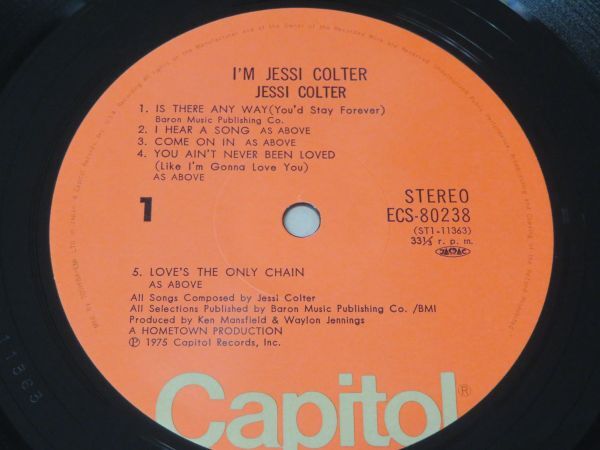 I'M JESSI COLTER
JESSI COLTER
1. IS THERE ANY WAY(You'd Stay Forever)
Baron Music Publishing Co.
2. I HEAR A SONG AS ABOVE
3. COME ON IN AS ABOVE
4. YOU AIN'T NEVER BEEN LOVED
(Like I'm Gonna Love You)
AS ABOVE
1
STEREO
ECS-80238
(ST1-11363)
33⅓ r. p. m.
JASRAC
5. LOVE'S THE ONLY CHAIN
AS ABOVE
All Songs Composed by Jessi Colter
All Selections Published by Baron Music Publishing Co. /BMI
Produced by Ken Mansfield & Waylon Jennings
A HOMETOWN PRODUCTION
℗ 1975 Capitol Records, Inc.
Capitol®
11363